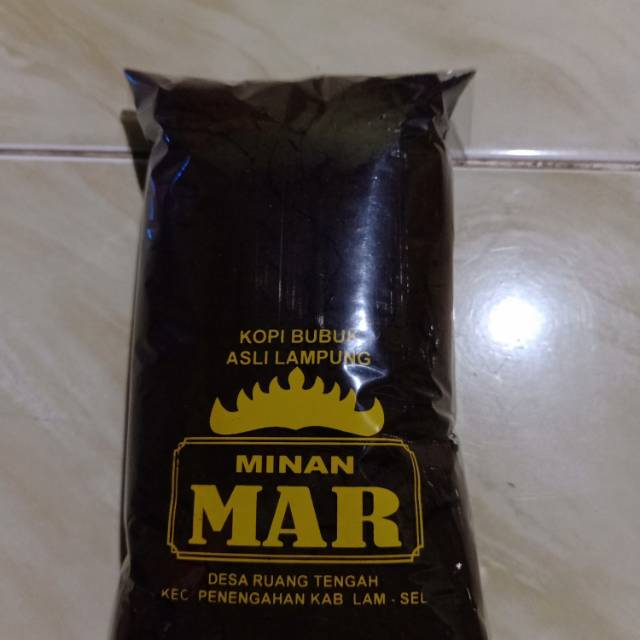 KOPI BUBUK
ASLI LAMPUNG
MINAN
MAR
DESA RUANG TENGAH
KEC PENENGAHAN KAB LAM - SEL